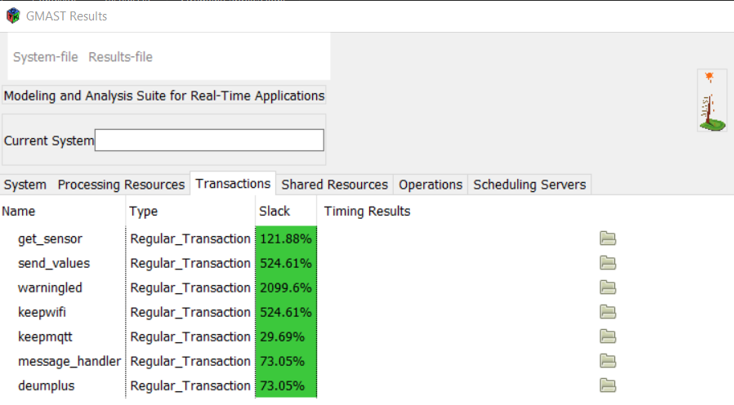 GMAST Results
System-file Results-file
Modeling and Analysis Suite for Real-Time Applications
Current System
System Processing Resources Transactions Shared Resources Operations Scheduling Servers
Name Type Slack Timing Results
get_sensor Regular_Transaction 121.88%
send_values Regular_Transaction 524.61%
warningled Regular_Transaction 2099.6%
keepwifi Regular_Transaction 524.61%
keepmqtt Regular_Transaction 29.69%
message_handler Regular_Transaction 73.05%
deumplus Regular_Transaction 73.05%